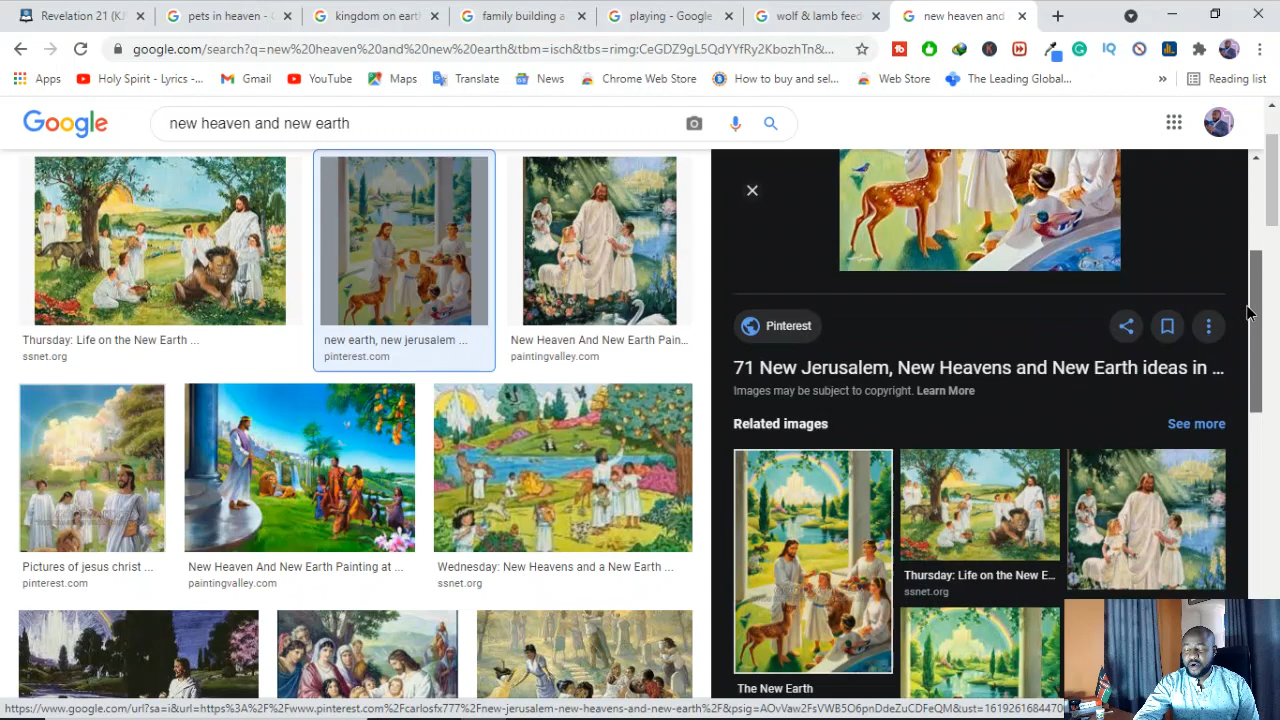 Revelation 21 (KJ
pets in heaven - G
kingdom on eart
family building a
playing - Google
wolf & lamb feed
new heaven and
google.com/search?q=new%20heaven%20and%20new%20earth&tbm=isch&tbs=rimg:CeGDZ9gL5QdYYfRy2KbozhTn&...
Apps
Holy Spirit - Lyrics -...
Gmail
YouTube
Maps
Translate
News
Chrome Web Store
How to buy and sel...
Web Store
The Leading Global...
»
Reading list
Google
new heaven and new earth
Thursday: Life on the New Earth ...
ssnet.org
new earth, new jerusalem ...
pinterest.com
New Heaven And New Earth Pain...
paintingvalley.com
Pictures of jesus christ ...
pinterest.com
New Heaven And New Earth Painting at ...
paintingvalley.com
Wednesday: New Heavens and a New Earth ...
ssnet.org
Pinterest
71 New Jerusalem, New Heavens and New Earth ideas in ...
Images may be subject to copyright. Learn More
Related images
See more
Thursday: Life on the New E...
ssnet.org
The New Earth
https://www.google.com/url?sa=i&url=https%3A%2F%2Fwww.pinterest.com%2Fcarlosfx777%2Fnew-jerusalem-new-heavens-and-new-earth%2F&psig=AOvVaw2FsVWB5O6pnDdeZuCDFeQM&ust=1619261684470